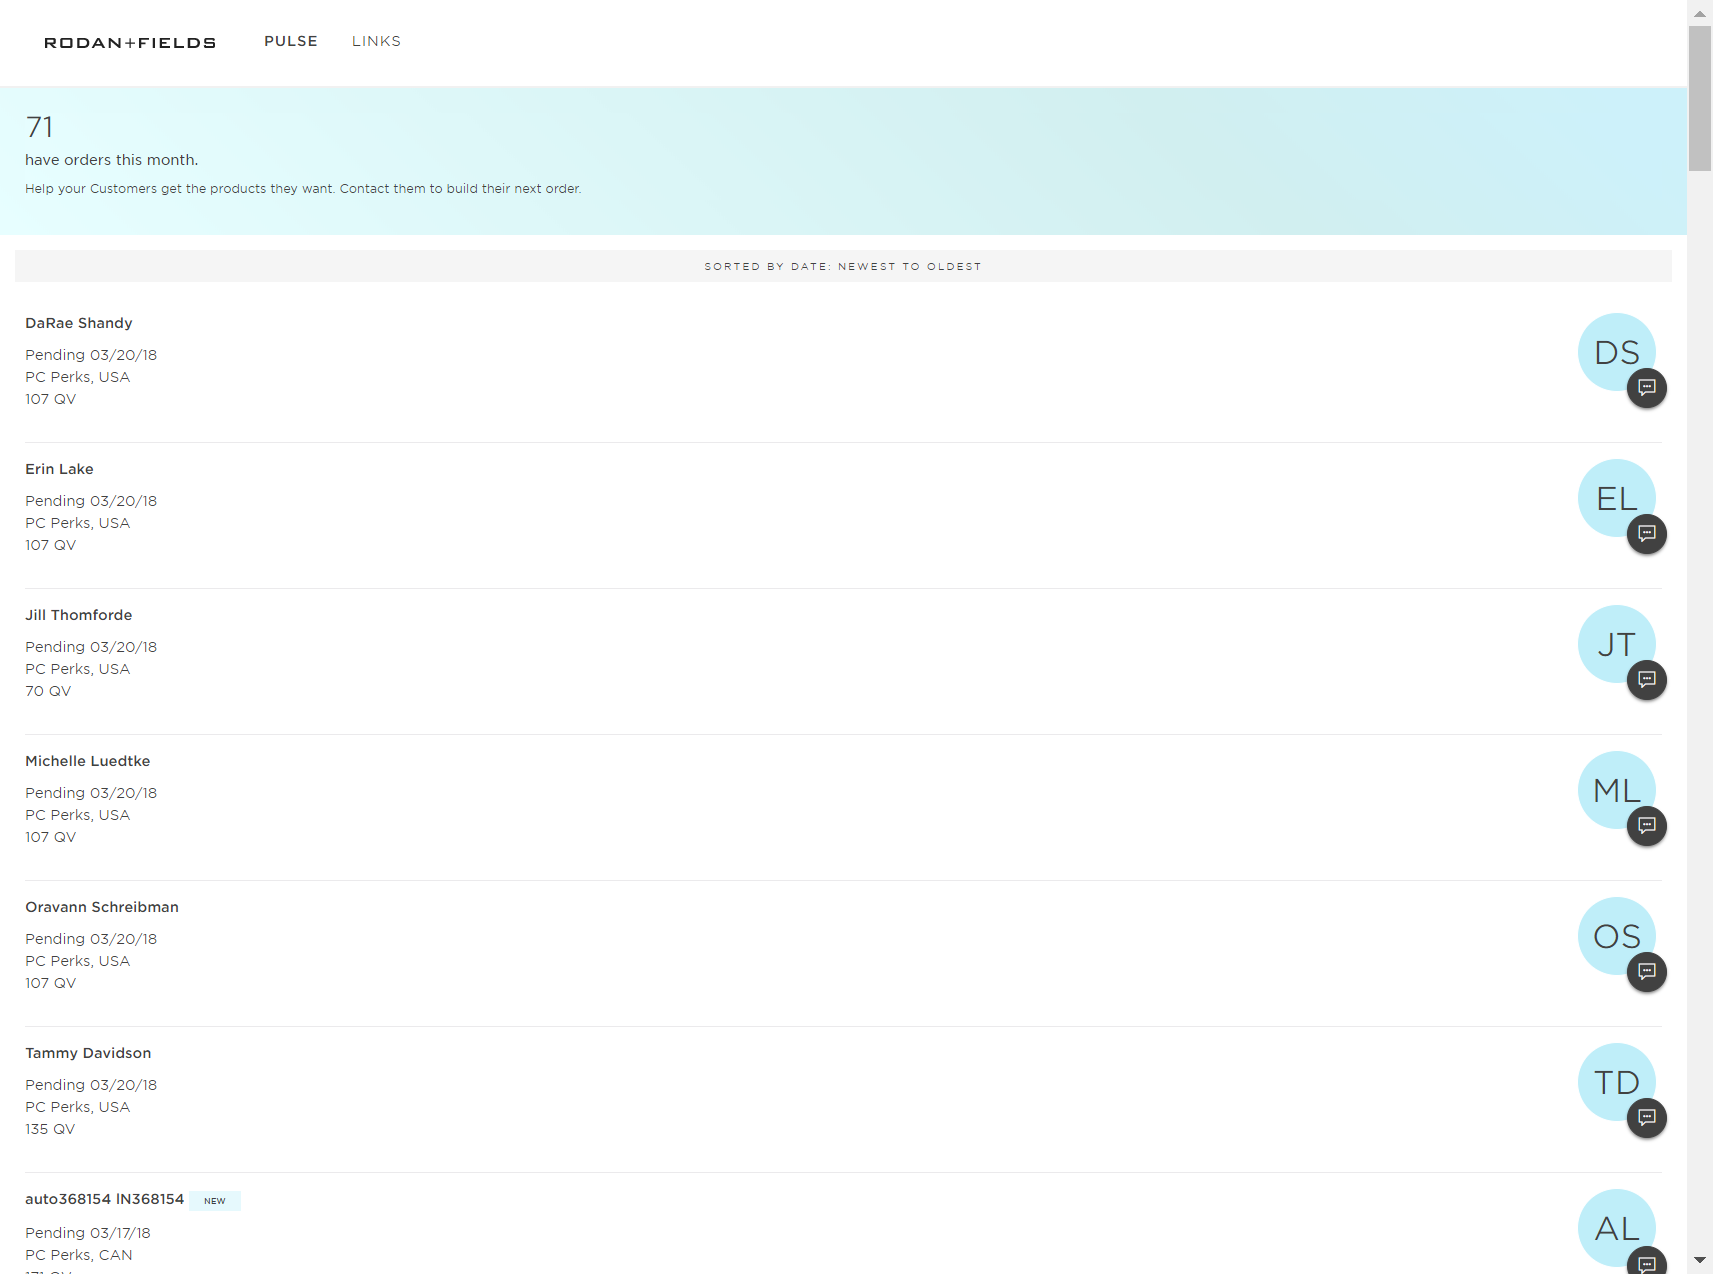 RODAN+FIELDS PULSE LINKS
71
have orders this month.
Help your Customers get the products they want. Contact them to build their next order.
SORTED BY DATE: NEWEST TO OLDEST
DaRae Shandy
Pending 03/20/18
PC Perks, USA
107 QV
DS
Erin Lake
Pending 03/20/18
PC Perks, USA
107 QV
EL
Jill Thomforde
Pending 03/20/18
PC Perks, USA
70 QV
JT
Michelle Luedtke
Pending 03/20/18
PC Perks, USA
107 QV
ML
Oravann Schreibman
Pending 03/20/18
PC Perks, USA
107 QV
OS
Tammy Davidson
Pending 03/20/18
PC Perks, USA
135 QV
TD
auto368154 IN368154 NEW
Pending 03/17/18
PC Perks, CAN
AL